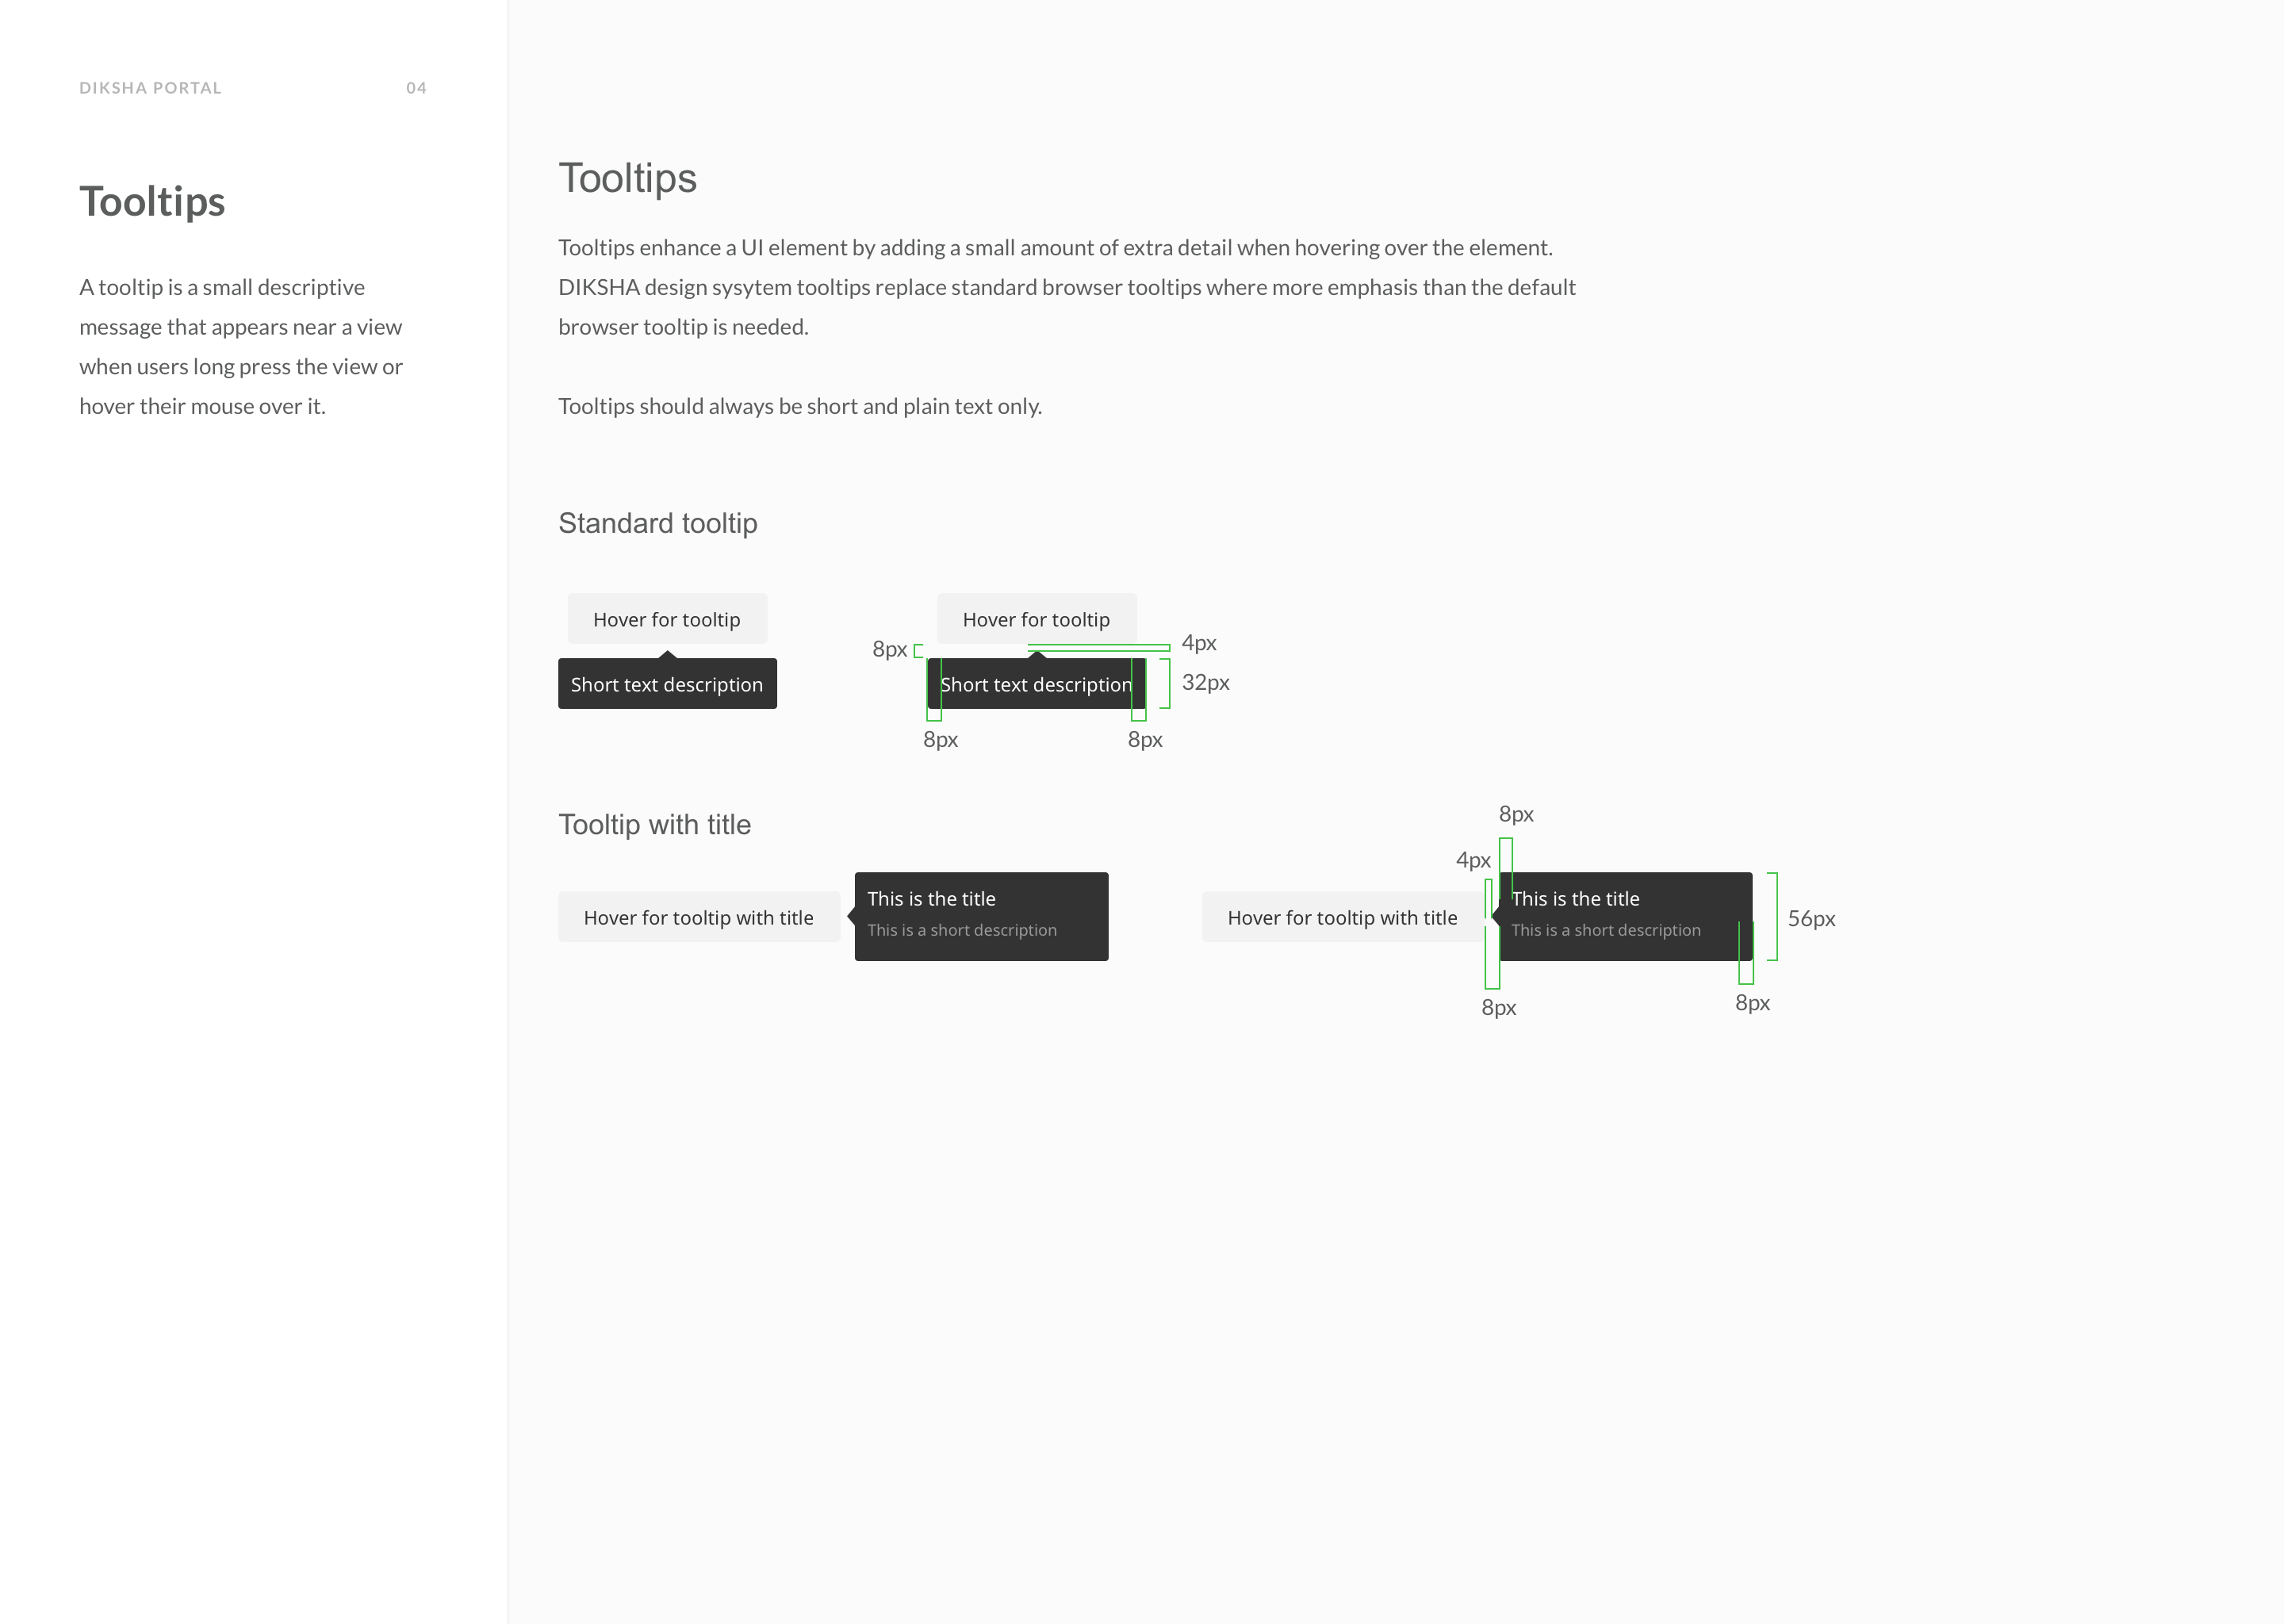 DIKSHA PORTAL 04
Tooltips
A tooltip is a small descriptive
message that appears near a view
when users long press the view or
hover their mouse over it.
Tooltips
Tooltips enhance a UI element by adding a small amount of extra detail when hovering over the element.
DIKSHA design sysytem tooltips replace standard browser tooltips where more emphasis than the default
browser tooltip is needed.
Tooltips should always be short and plain text only.
Standard tooltip
Hover for tooltip
Short text description
Hover for tooltip
8px
4px
Short text description
32px
8px
8px
Tooltip with title
Hover for tooltip with title
This is the title
This is a short description
8px
4px
Hover for tooltip with title
This is the title
This is a short description
56px
8px
8px